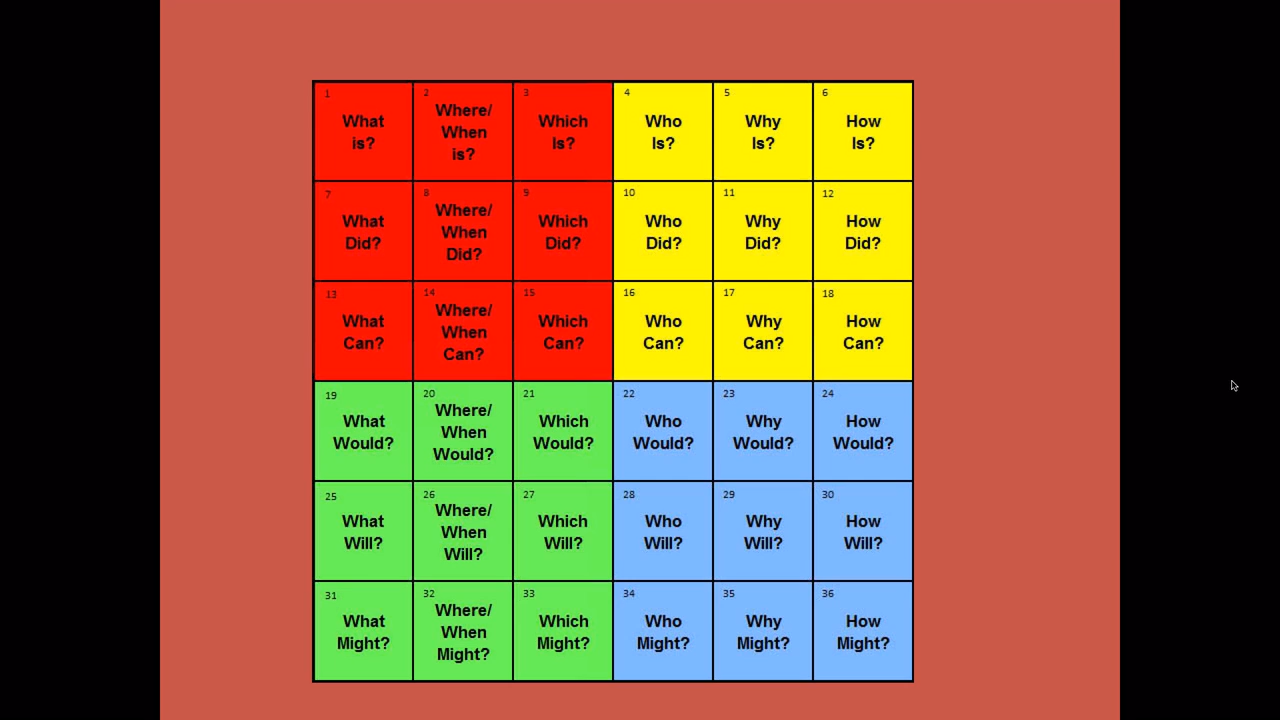 1
What
is?
2
Where/
When
is?
3
Which
Is?
4
Who
Is?
5
Why
Is?
6
How
Is?
7
What
Did?
8
Where/
When
Did?
9
Which
Did?
10
Who
Did?
11
Why
Did?
12
How
Did?
13
What
Can?
14
Where/
When
Can?
15
Which
Can?
16
Who
Can?
17
Why
Can?
18
How
Can?
19
What
Would?
20
Where/
When
Would?
21
Which
Would?
22
Who
Would?
23
Why
Would?
24
How
Would?
25
What
Will?
26
Where/
When
Will?
27
Which
Will?
28
Who
Will?
29
Why
Will?
30
How
Will?
31
What
Might?
32
Where/
When
Might?
33
Which
Might?
34
Who
Might?
35
Why
Might?
36
How
Might?